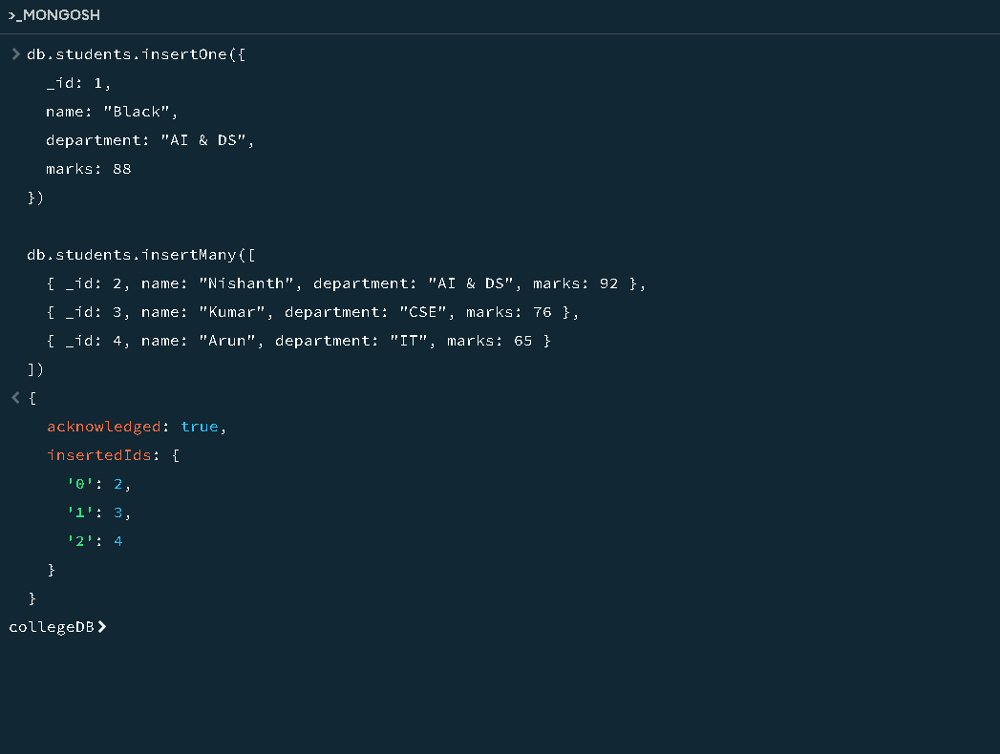 >_MONGOSH
db.students.insertOne({
_id: 1,
name: "Black",
department: "AI & DS",
marks: 88
})
db.students.insertMany([
{ _id: 2, name: "Nishanth", department: "AI & DS", marks: 92 },
{ _id: 3, name: "Kumar", department: "CSE", marks: 76 },
{ _id: 4, name: "Arun", department: "IT", marks: 65 }
])
{
acknowledged: true,
insertedIds: {
'0': 2,
'1': 3,
'2': 4
}
}
collegeDB>